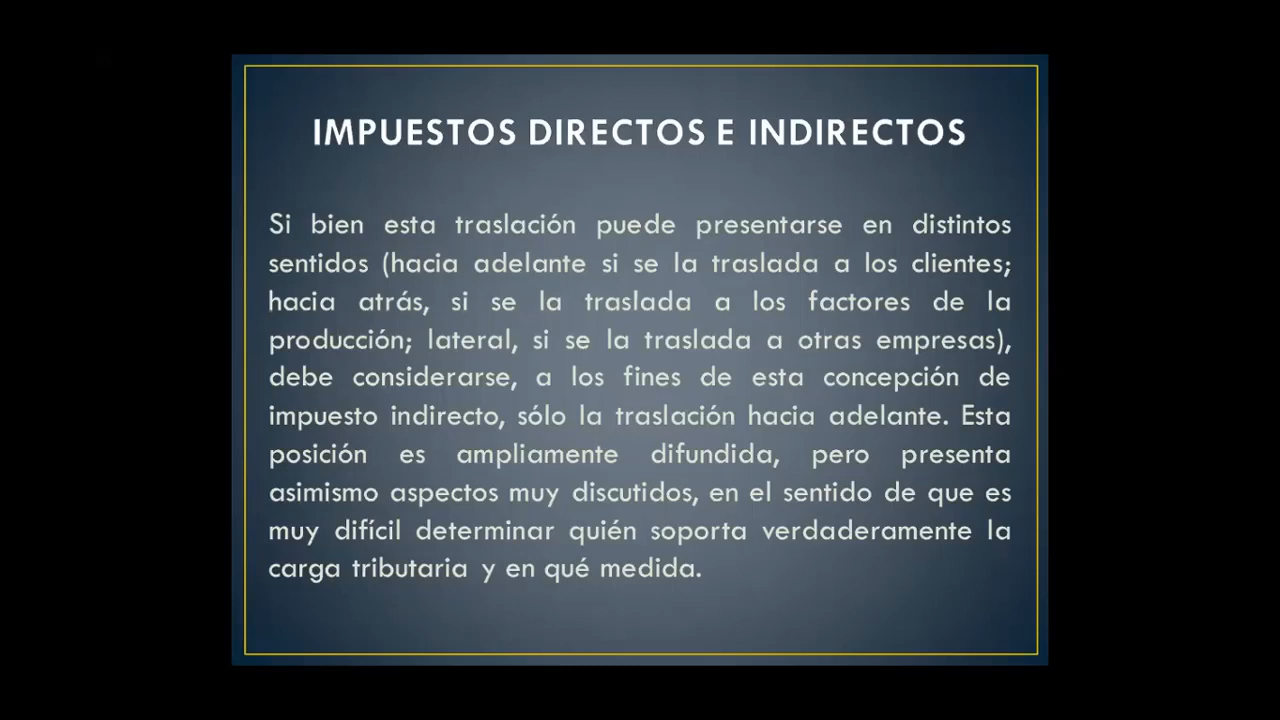 IMPUESTOS DIRECTOS E INDIRECTOS
Si bien esta traslación puede presentarse en distintos
sentidos (hacia adelante si se la traslada a los clientes;
hacia atrás, si se la traslada a los factores de la
producción; lateral, si se la traslada a otras empresas),
debe considerarse, a los fines de esta concepción de
impuesto indirecto, sólo la traslación hacia adelante. Esta
posición es ampliamente difundida, pero presenta
asimismo aspectos muy discutidos, en el sentido de que es
muy difícil determinar quién soporta verdaderamente la
carga tributaria y en qué medida.